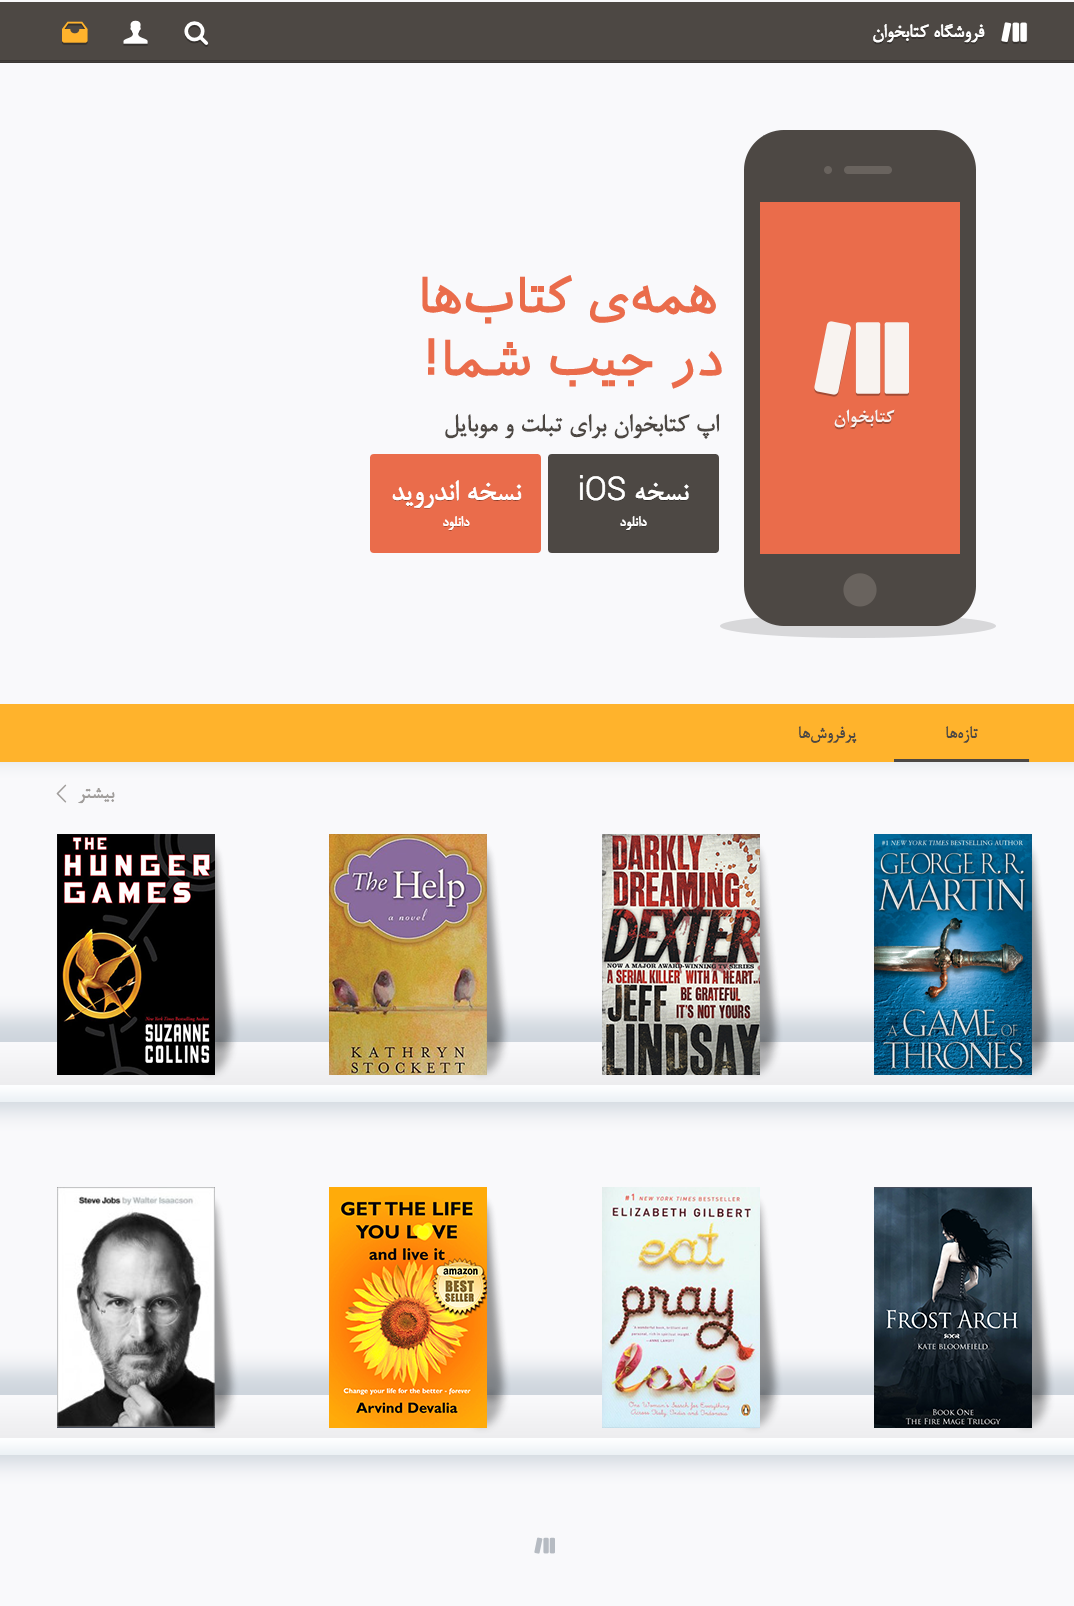 فروشگاه کتابخوان
همه‌ی کتاب‌ها
در جیب شما!
اپ کتابخوان برای تبلت و موبایل
نسخه iOS
دانلود
نسخه اندروید
دانلود
کتابخوان
تازه‌ها
پرفروش‌ها
بیشتر
#1 NEW YORK TIMES BESTSELLING AUTHOR
GEORGE R. R.
MARTIN
A GAME OF
THRONES
DARKLY
DREAMING
DEXTER
NOW A MAJOR AWARD-WINNING TV SERIES
A SERIAL KILLER WITH A HEART...
BE GRATEFUL
IT'S NOT YOURS
JEFF
LINDSAY
The Help
a novel
KATHRYN
STOCKETT
THE
HUNGER
GAMES
New York Times Bestselling Author
SUZANNE
COLLINS
FROST ARCH
KATE BLOOMFIELD
BOOK ONE
THE FIRE MAGE TRILOGY
#1 NEW YORK TIMES BESTSELLER
ELIZABETH GILBERT
eat
pray
love
One Woman's Search for Everything
Across Italy, India and Indonesia
GET THE LIFE
YOU LOVE
and live it
amazon
BEST
SELLER
Change your life for the better - forever
Arvind Devalia
Steve Jobs by Walter Isaacson